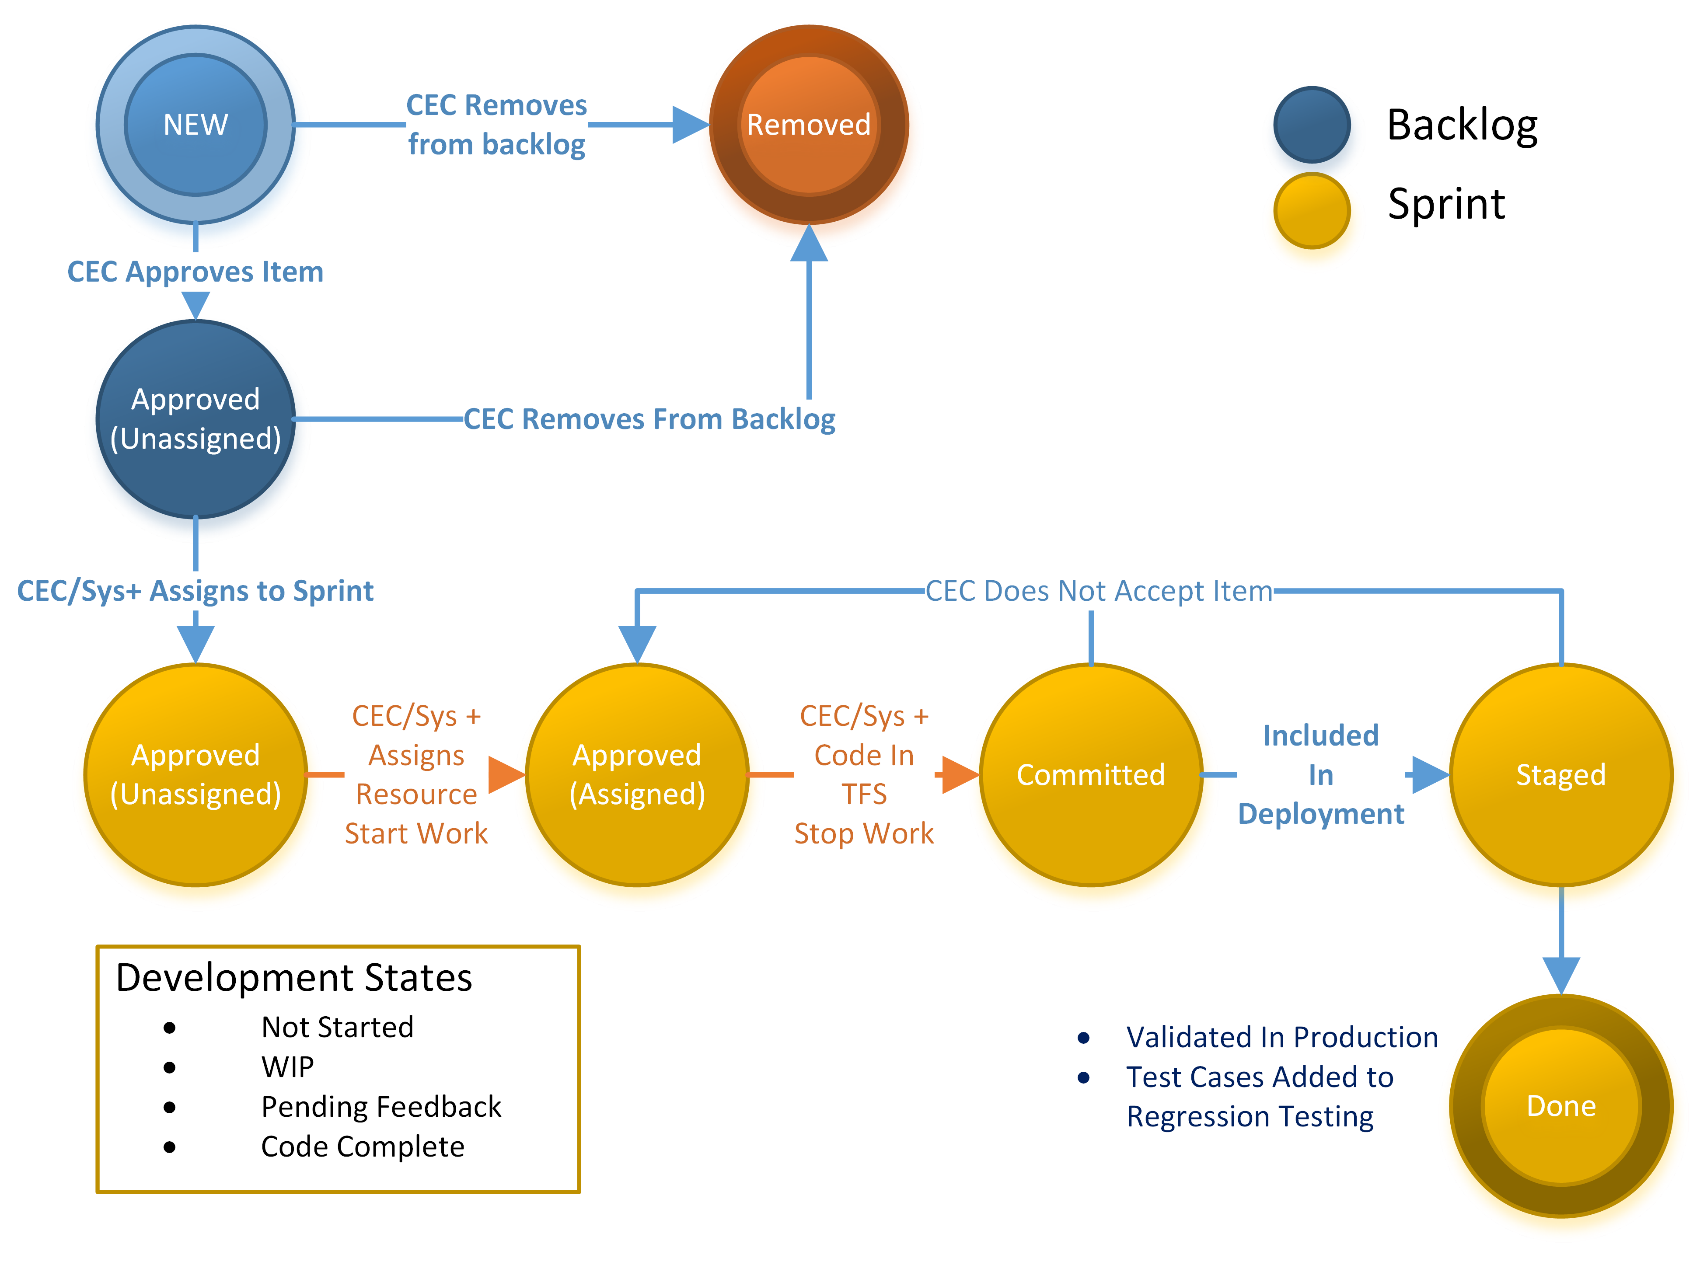 NEW
CEC Removes
from backlog
Removed
Backlog
Sprint
CEC Approves Item
Approved
(Unassigned)
CEC Removes From Backlog
CEC/Sys+ Assigns to Sprint
CEC Does Not Accept Item
Approved
(Unassigned)
CEC/Sys +
Assigns
Resource
Start Work
Approved
(Assigned)
CEC/Sys +
Code In
TFS
Stop Work
Committed
Included
In
Deployment
Staged
Development States
• Not Started
• WIP
• Pending Feedback
• Code Complete
• Validated In Production
• Test Cases Added to
Regression Testing
Done